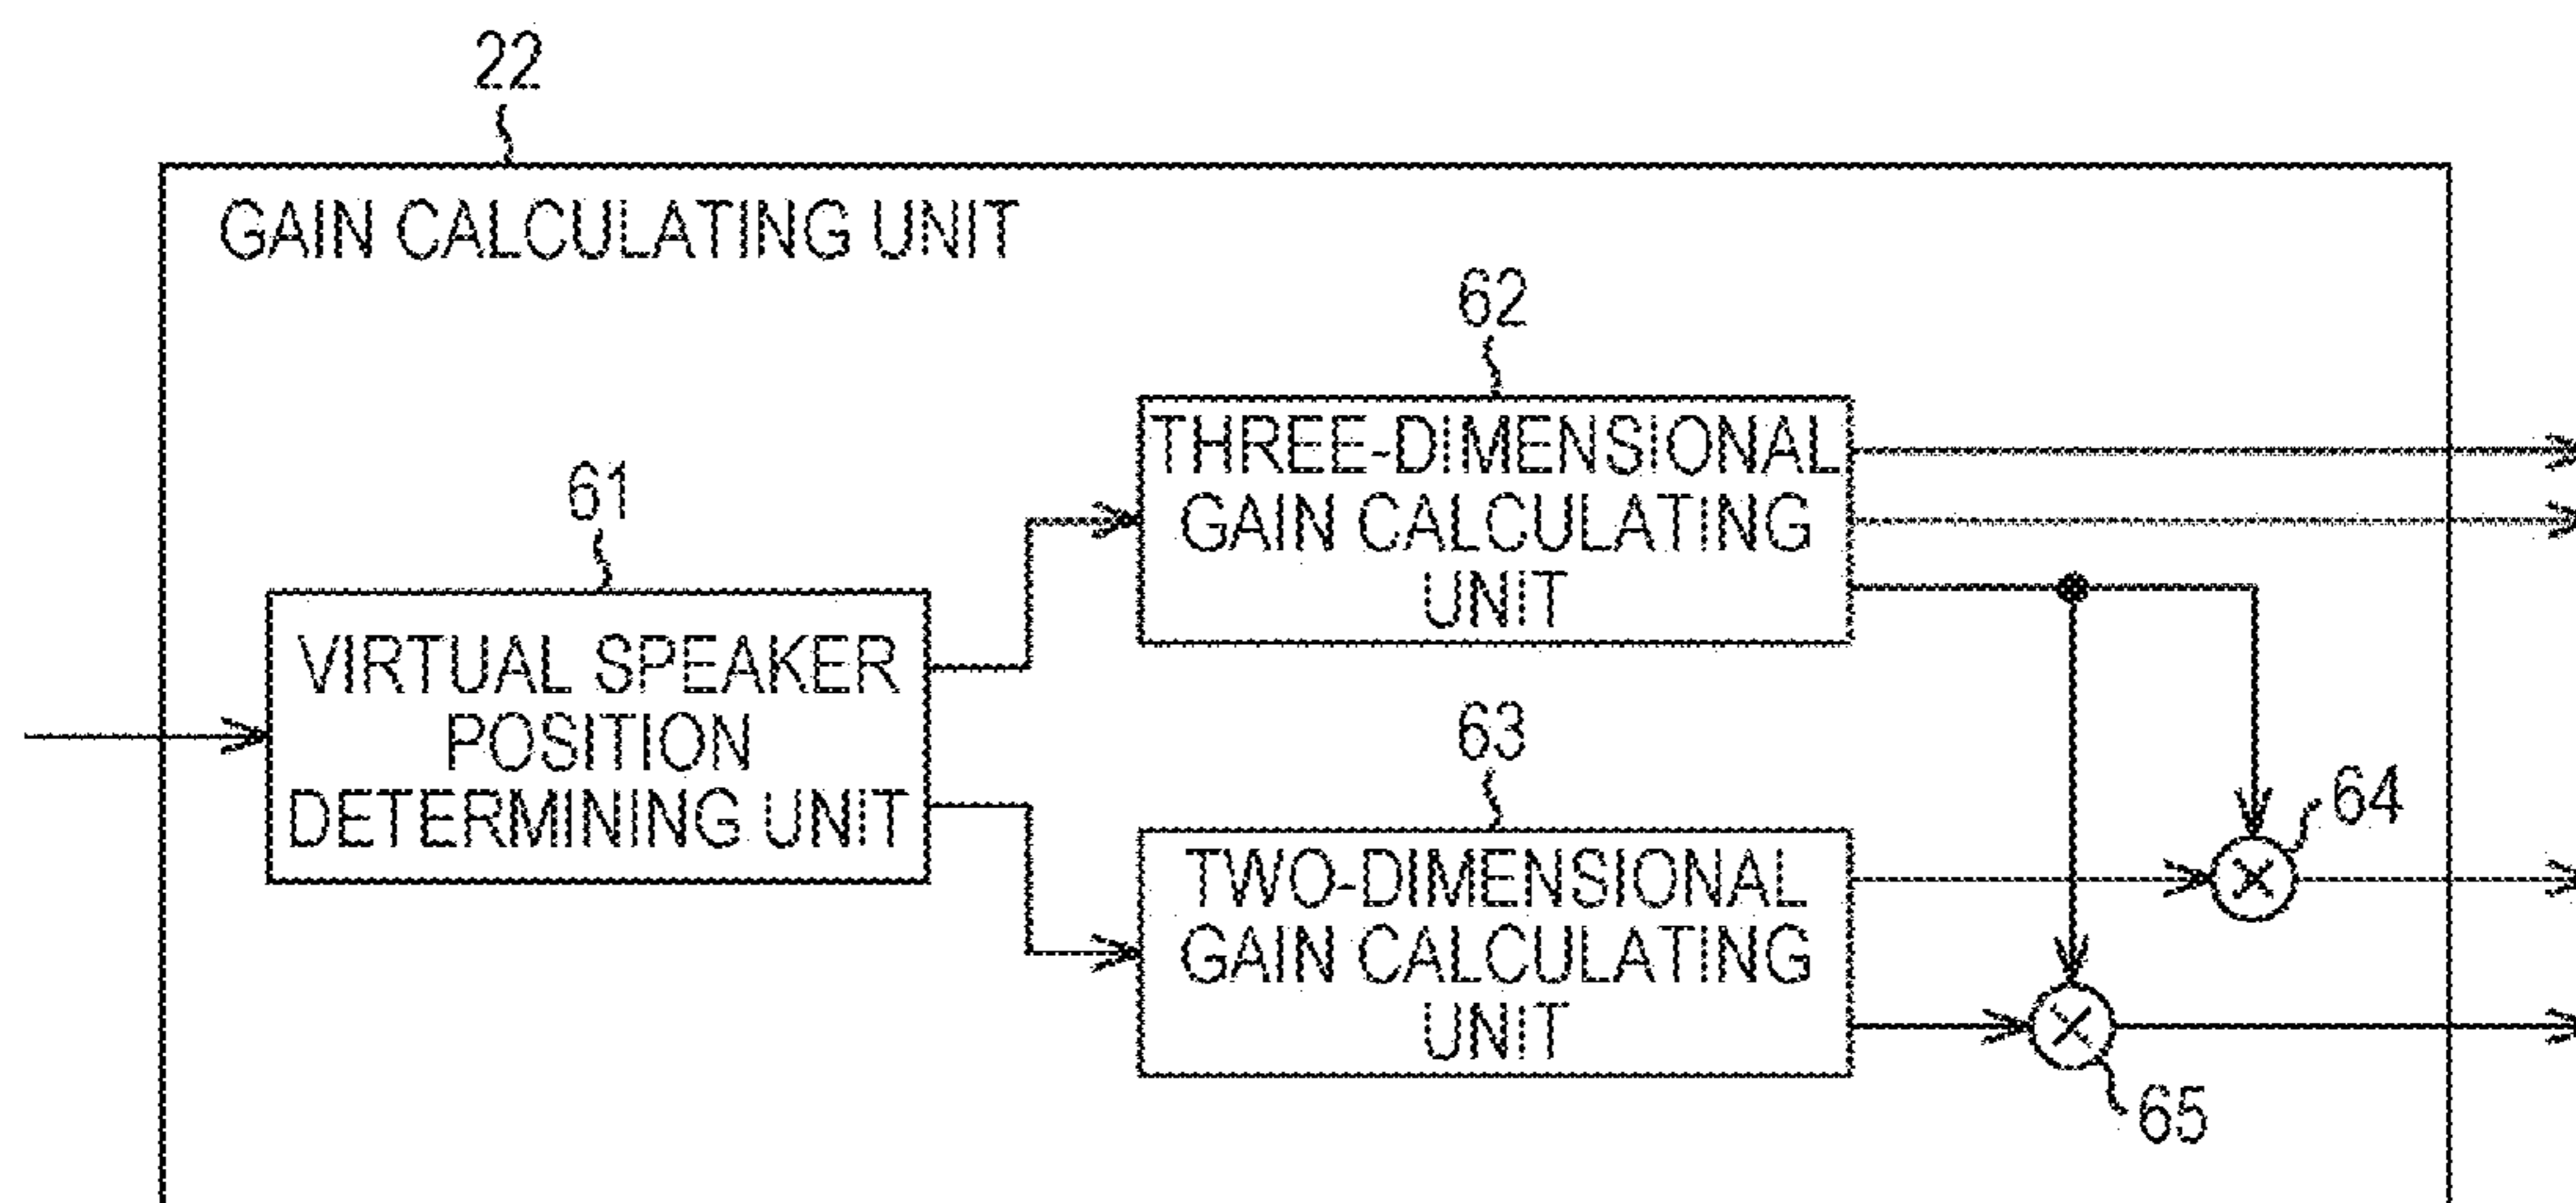 22
GAIN CALCULATING UNIT
62
THREE-DIMENSIONAL
GAIN CALCULATING
UNIT
61
VIRTUAL SPEAKER
POSITION
DETERMINING UNIT
63
TWO-DIMENSIONAL
GAIN CALCULATING
UNIT
64
65